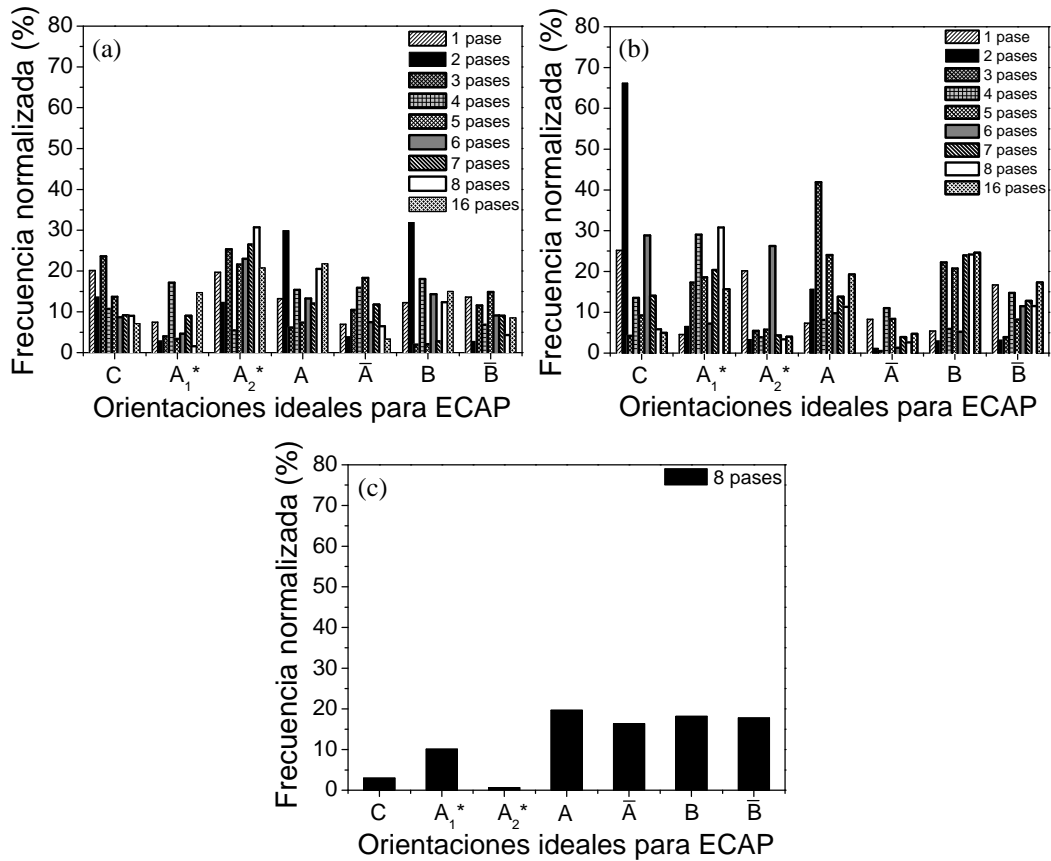 (a)
Frecuencia normalizada (%)
80
70
60
50
40
30
20
10
0
1 pase
2 pases
3 pases
4 pases
5 pases
6 pases
7 pases
8 pases
16 pases
C A₁* A₂* A A̅ B B̅
Orientaciones ideales para ECAP
(b)
Frecuencia normalizada (%)
80
70
60
50
40
30
20
10
0
1 pase
2 pases
3 pases
4 pases
5 pases
6 pases
7 pases
8 pases
16 pases
C A₁* A₂* A A̅ B B̅
Orientaciones ideales para ECAP
(c)
Frecuencia normalizada (%)
80
70
60
50
40
30
20
10
0
8 pases
C A₁* A₂* A A̅ B B̅
Orientaciones ideales para ECAP